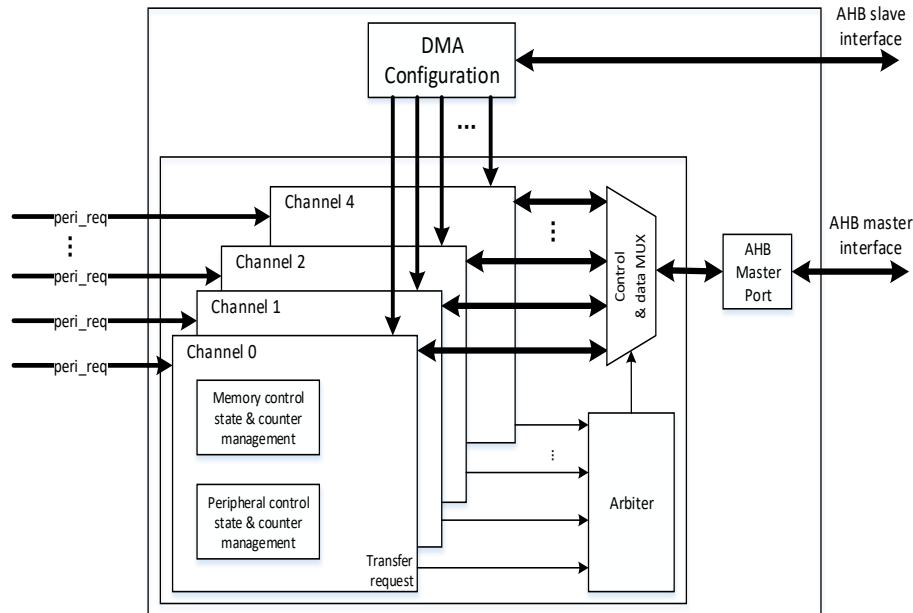 AHB slave
interface
DMA
Configuration
...
Channel 4
peri_req
...
...
AHB master
interface
Channel 2
peri_req
Control
& data MUX
AHB
Master
Port
Channel 1
peri_req
Channel 0
peri_req
Memory control
state & counter
management
...
Peripheral control
state & counter
management
Arbiter
Transfer
request